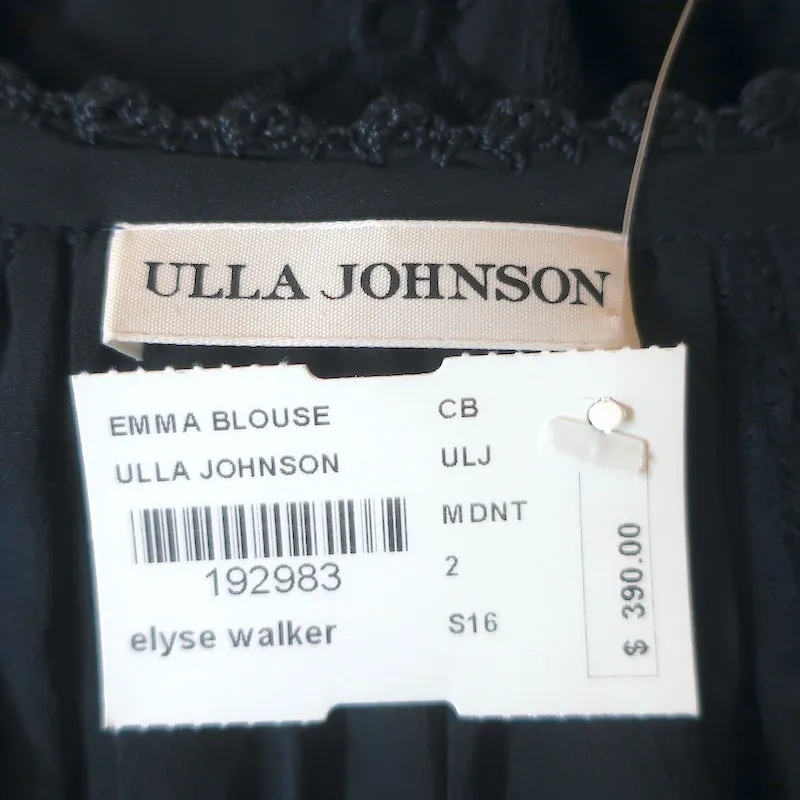 ULLA JOHNSON
EMMA BLOUSE
ULLA JOHNSON
192983
elyse walker
CB
ULJ
MDNT
2
S16
$ 390.00